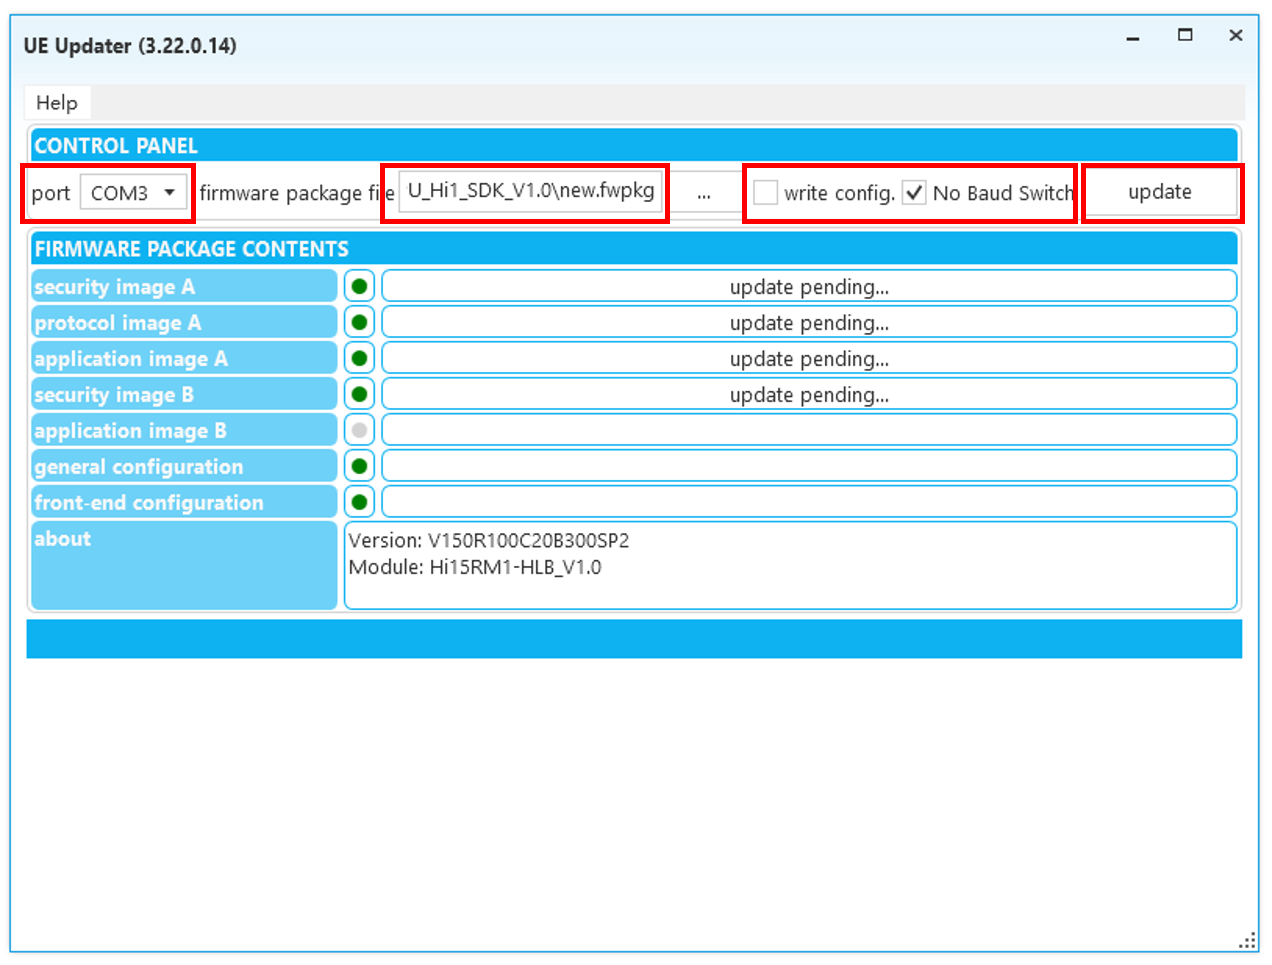 UE Updater (3.22.0.14)
Help
CONTROL PANEL
port COM3 firmware package file U_Hi1_SDK_V1.0\new.fwpkg ... write config. No Baud Switch update
FIRMWARE PACKAGE CONTENTS
security image A update pending...
protocol image A update pending...
application image A update pending...
security image B update pending...
application image B
general configuration
front-end configuration
about Version: V150R100C20B300SP2
Module: Hi15RM1-HLB_V1.0